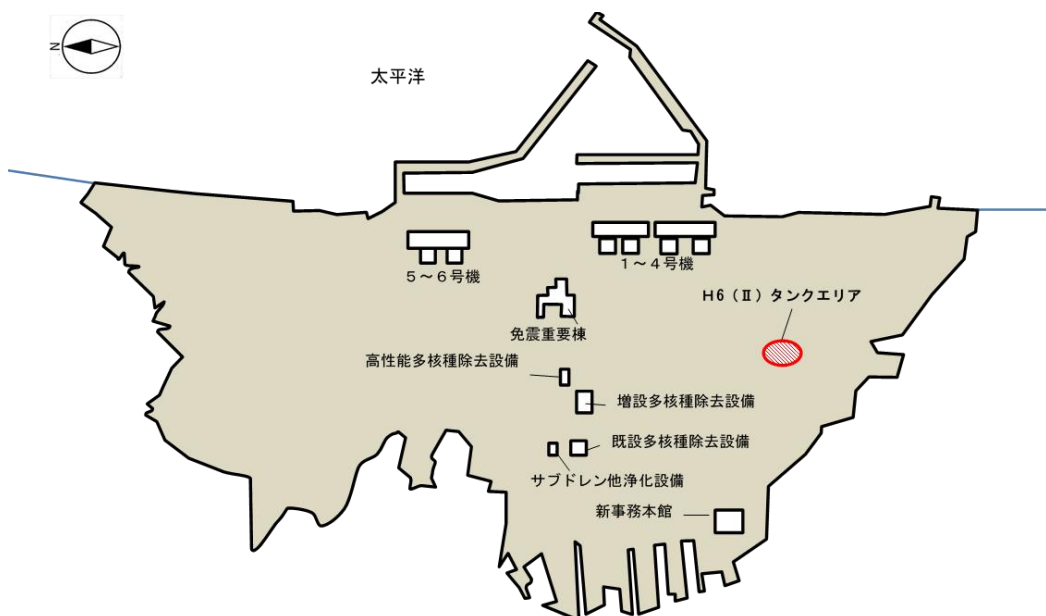 N
太平洋
5～6号機
1～4号機
H6（Ⅱ）タンクエリア
免震重要棟
高性能多核種除去設備
増設多核種除去設備
既設多核種除去設備
サブドレン他浄化設備
新事務本館